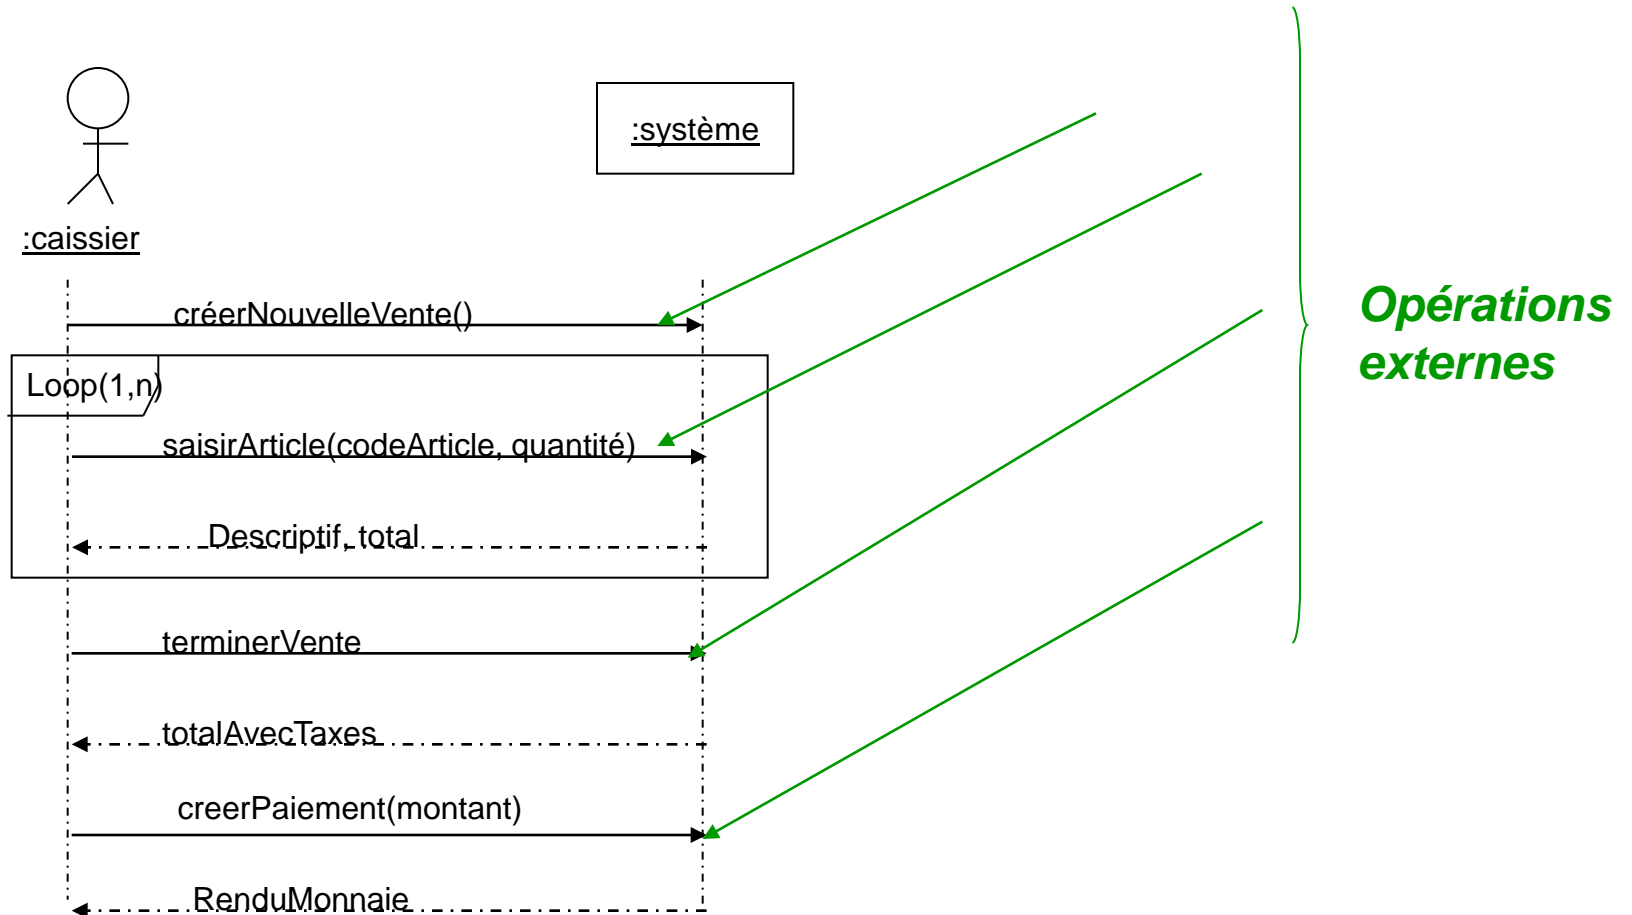 :système
:caissier
créerNouvelleVente()
Opérations
externes
Loop(1,n)
saisirArticle(codeArticle, quantité)
Descriptif, total
terminerVente
totalAvecTaxes
creerPaiement(montant)
RenduMonnaie